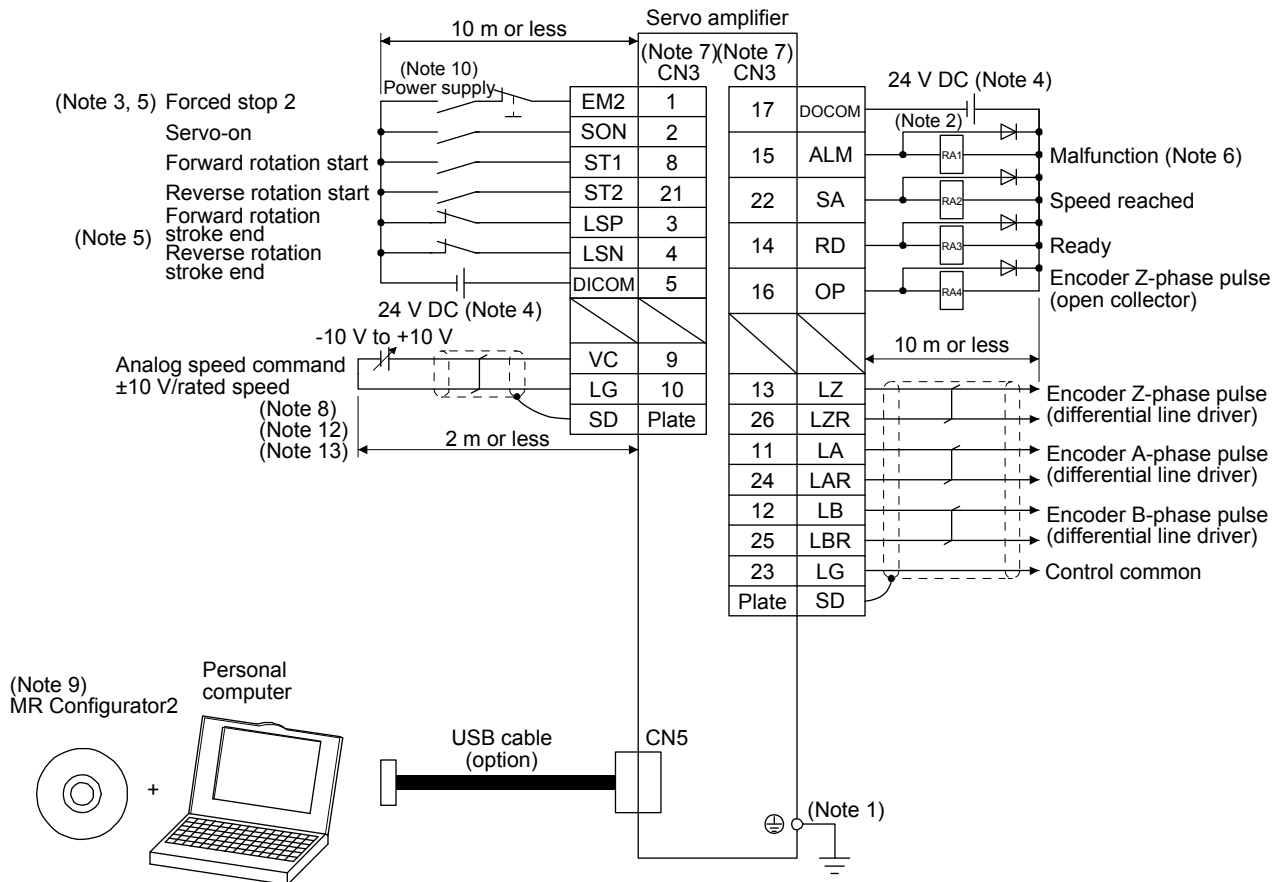 Servo amplifier
10 m or less
(Note 7)(Note 7)
CN3 CN3
(Note 10)
Power supply
24 V DC (Note 4)
(Note 3, 5) Forced stop 2 EM2 1
Servo-on SON 2
Forward rotation start ST1 8
Reverse rotation start ST2 21
Forward rotation
stroke end LSP 3
(Note 5)
Reverse rotation
stroke end LSN 4
DICOM 5
24 V DC (Note 4)
-10 V to +10 V
Analog speed command
±10 V/rated speed
VC 9
LG 10
SD Plate
(Note 8)
(Note 12)
(Note 13)
2 m or less
17 DOCOM
(Note 2)
15 ALM RA1 Malfunction (Note 6)
22 SA RA2 Speed reached
14 RD RA3 Ready
16 OP RA4 Encoder Z-phase pulse
(open collector)
10 m or less
13 LZ Encoder Z-phase pulse
26 LZR (differential line driver)
11 LA Encoder A-phase pulse
24 LAR (differential line driver)
12 LB Encoder B-phase pulse
25 LBR (differential line driver)
23 LG Control common
Plate SD
(Note 9)
MR Configurator2
+
Personal
computer
USB cable
(option)
CN5
(Note 1)